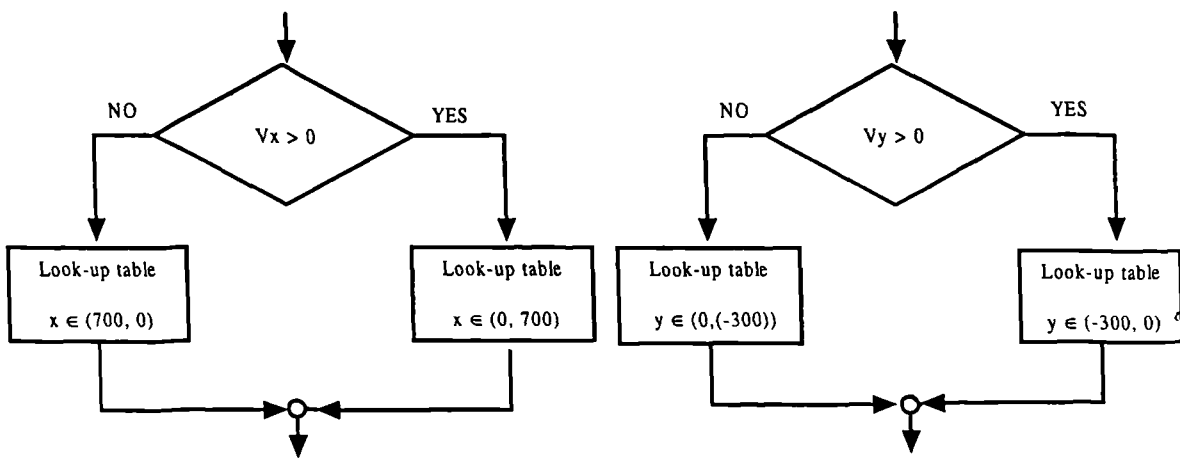 NO
YES
Vx > 0
Look-up table
x ∈ (700, 0)
Look-up table
x ∈ (0, 700)
NO
YES
Vy > 0
Look-up table
y ∈ (0,(-300))
Look-up table
y ∈ (-300, 0)